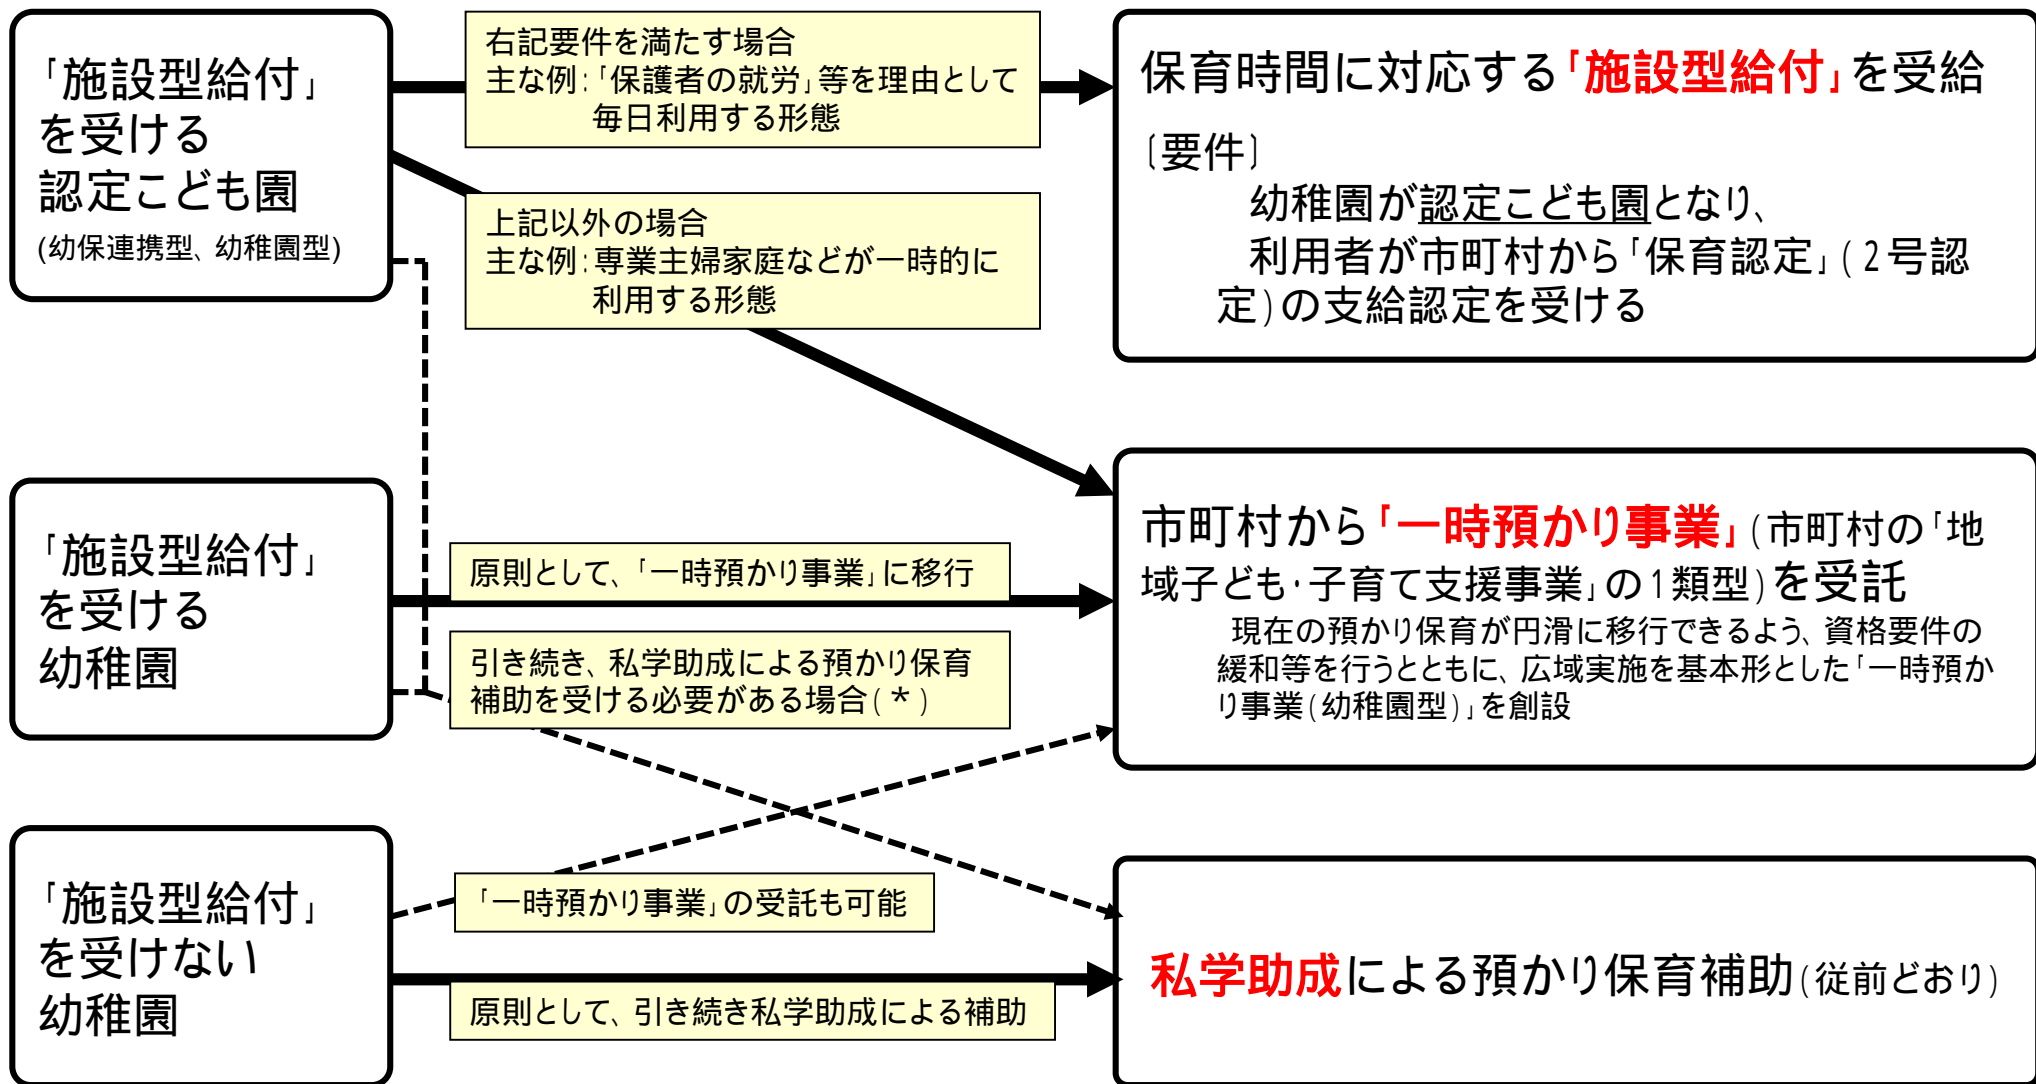 「施設型給付」
を受ける
認定こども園
(幼保連携型、幼稚園型)
右記要件を満たす場合
主な例:「保護者の就労」等を理由として
毎日利用する形態
上記以外の場合
主な例:専業主婦家庭などが一時的に
利用する形態
保育時間に対応する「施設型給付」を受給
〔要件〕
幼稚園が認定こども園となり、
利用者が市町村から「保育認定」(2号認
定)の支給認定を受ける
「施設型給付」
を受ける
幼稚園
原則として、「一時預かり事業」に移行
引き続き、私学助成による預かり保育
補助を受ける必要がある場合(*)
市町村から「一時預かり事業」(市町村の「地
域子ども・子育て支援事業」の1類型)を受託
現在の預かり保育が円滑に移行できるよう、資格要件の
緩和等を行うとともに、広域実施を基本形とした「一時預か
り事業(幼稚園型)」を創設
「施設型給付」
を受けない
幼稚園
「一時預かり事業」の受託も可能
原則として、引き続き私学助成による補助
私学助成による預かり保育補助(従前どおり)